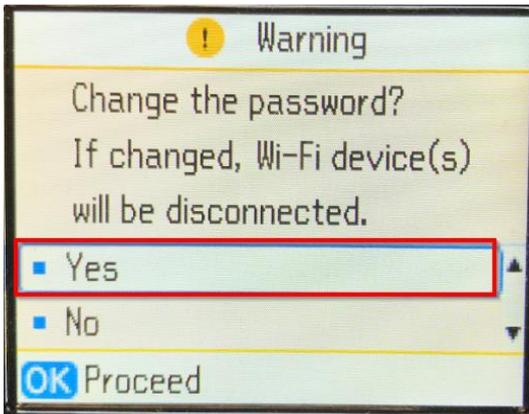 ! Warning
Change the password?
If changed, Wi-Fi device(s)
will be disconnected.
Yes
No
OK Proceed